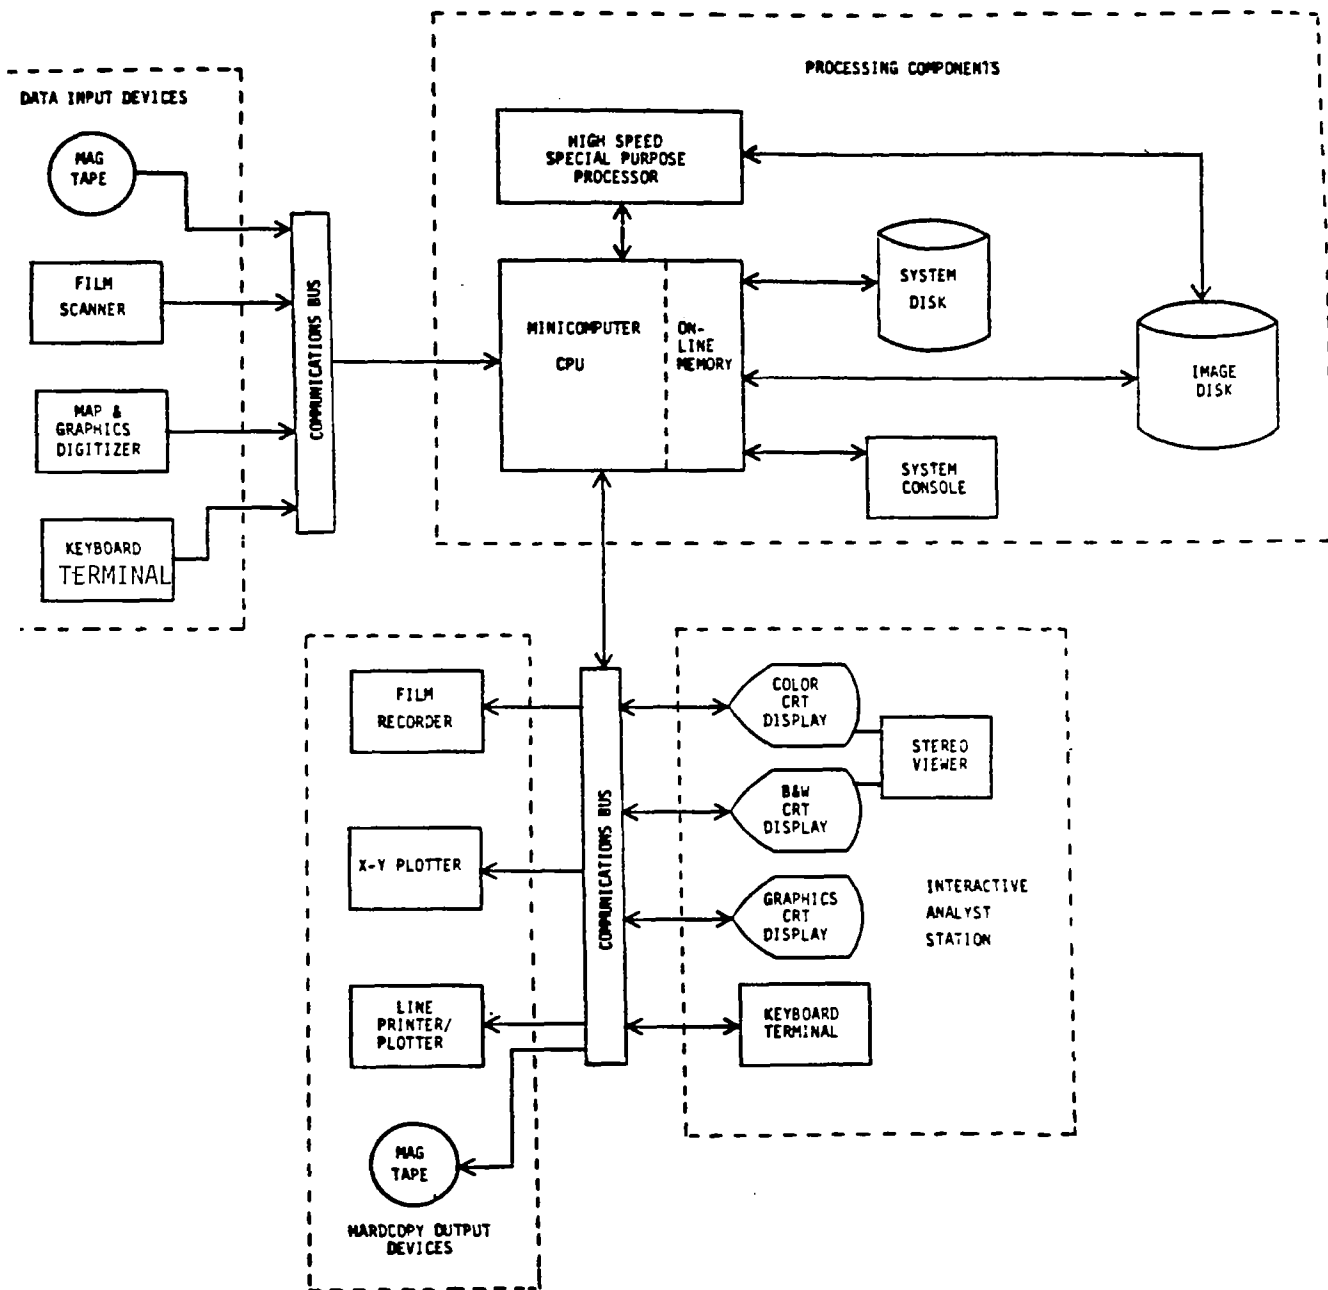 PROCESSING COMPONENTS
DATA INPUT DEVICES
MAG
TAPE
FILM
SCANNER
MAP &
GRAPHICS
DIGITIZER
KEYBOARD
TERMINAL
COMMUNICATIONS BUS
HIGH SPEED
SPECIAL PURPOSE
PROCESSOR
MINICOMPUTER
CPU
ON-
LINE
MEMORY
SYSTEM
DISK
IMAGE
DISK
SYSTEM
CONSOLE
FILM
RECORDER
X-Y PLOTTER
LINE
PRINTER/
PLOTTER
MAG
TAPE
HARDCOPY OUTPUT
DEVICES
COMMUNICATIONS BUS
COLOR
CRT
DISPLAY
B&W
CRT
DISPLAY
STEREO
VIEWER
GRAPHICS
CRT
DISPLAY
KEYBOARD
TERMINAL
INTERACTIVE
ANALYST
STATION